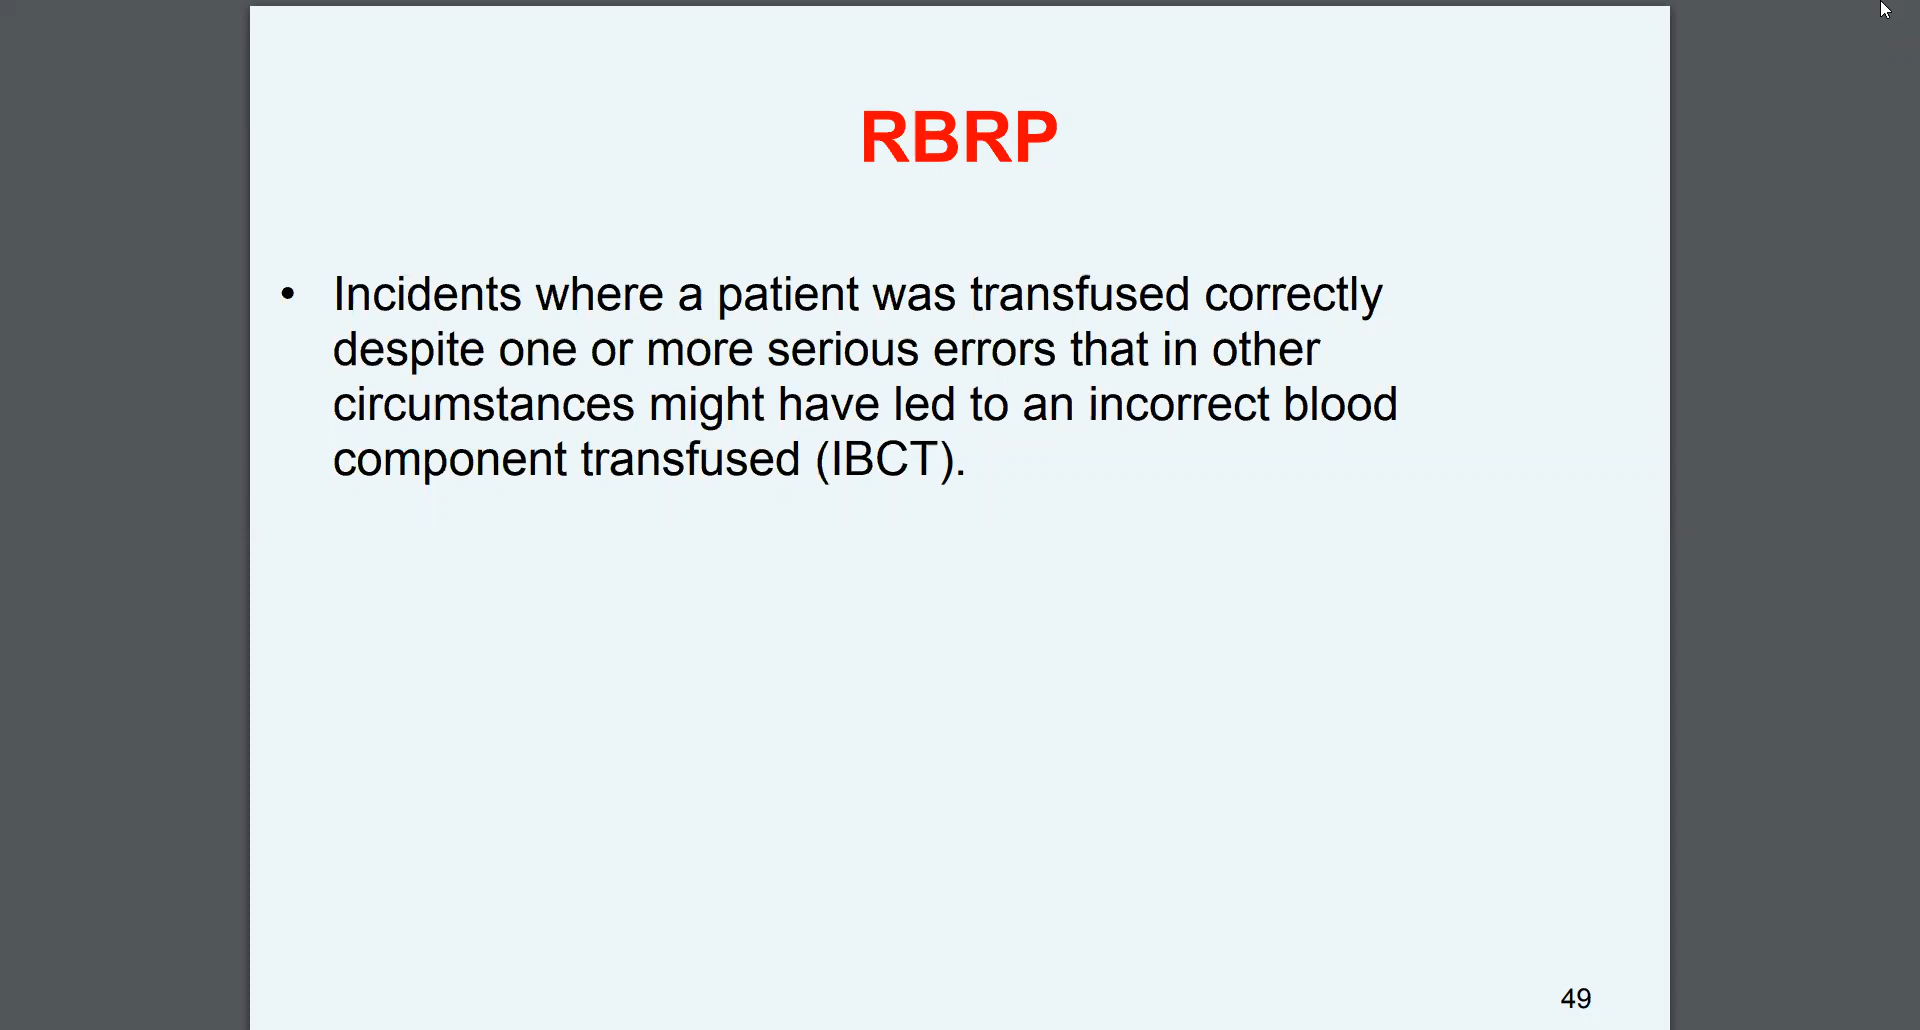 RBRP
• Incidents where a patient was transfused correctly
despite one or more serious errors that in other
circumstances might have led to an incorrect blood
component transfused (IBCT).
49